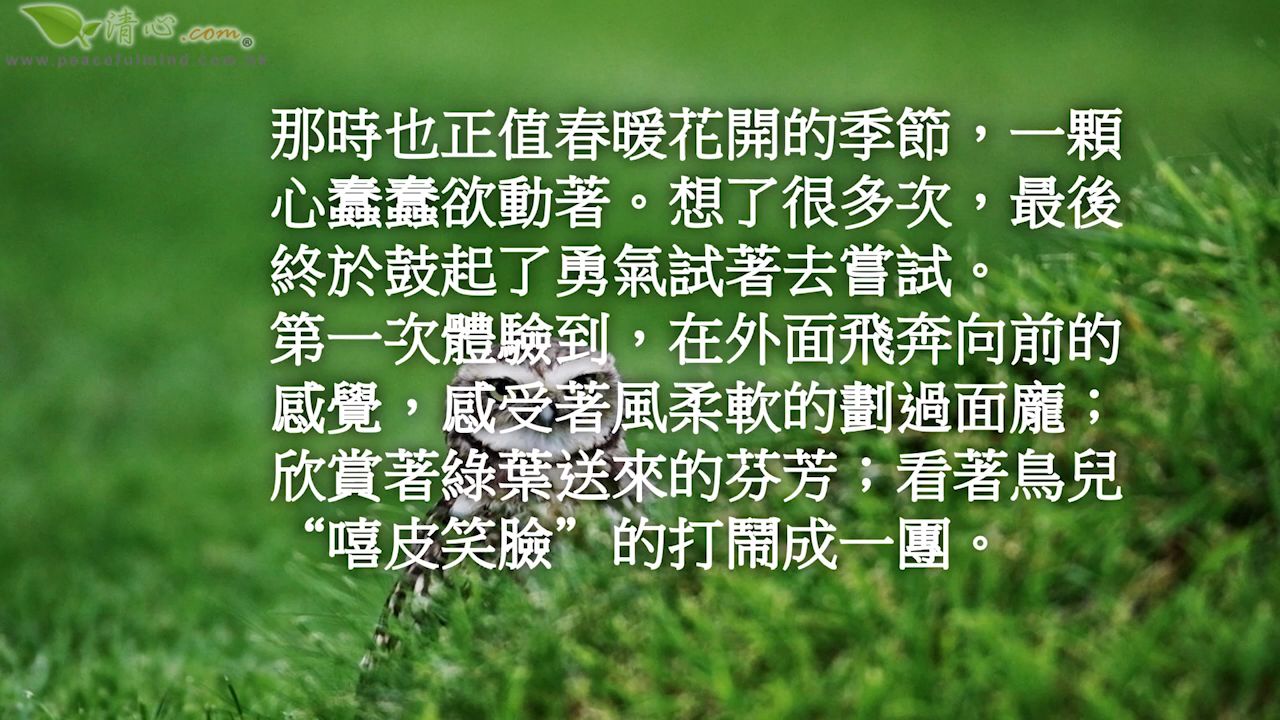 清心.com®
www.peacefulmind.com.hk
那時也正值春暖花開的季節，一顆
心蠢蠢欲動著。想了很多次，最後
終於鼓起了勇氣試著去嘗試。
第一次體驗到，在外面飛奔向前的
感覺，感受著風柔軟的劃過面龐；
欣賞著綠葉送來的芬芳；看著鳥兒
“嘻皮笑臉”的打鬧成一團。